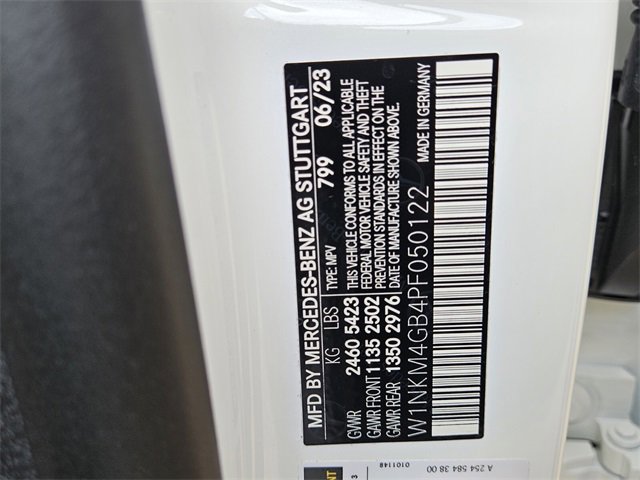 MFD BY MERCEDES-BENZ AG STUTTGART
KG LBS TYPE: MPV 799 06/23
GVWR 2460 5423 THIS VEHICLE CONFORMS TO ALL APPLICABLE
GAWR FRONT 1135 2502 FEDERAL MOTOR VEHICLE SAFETY AND THEFT
PREVENTION STANDARDS IN EFFECT ON THE
GAWR REAR 1350 2976 DATE OF MANUFACTURE SHOWN ABOVE.
W1NKM4GB4PF050122 MADE IN GERMANY
0101148
A 254 584 38 00